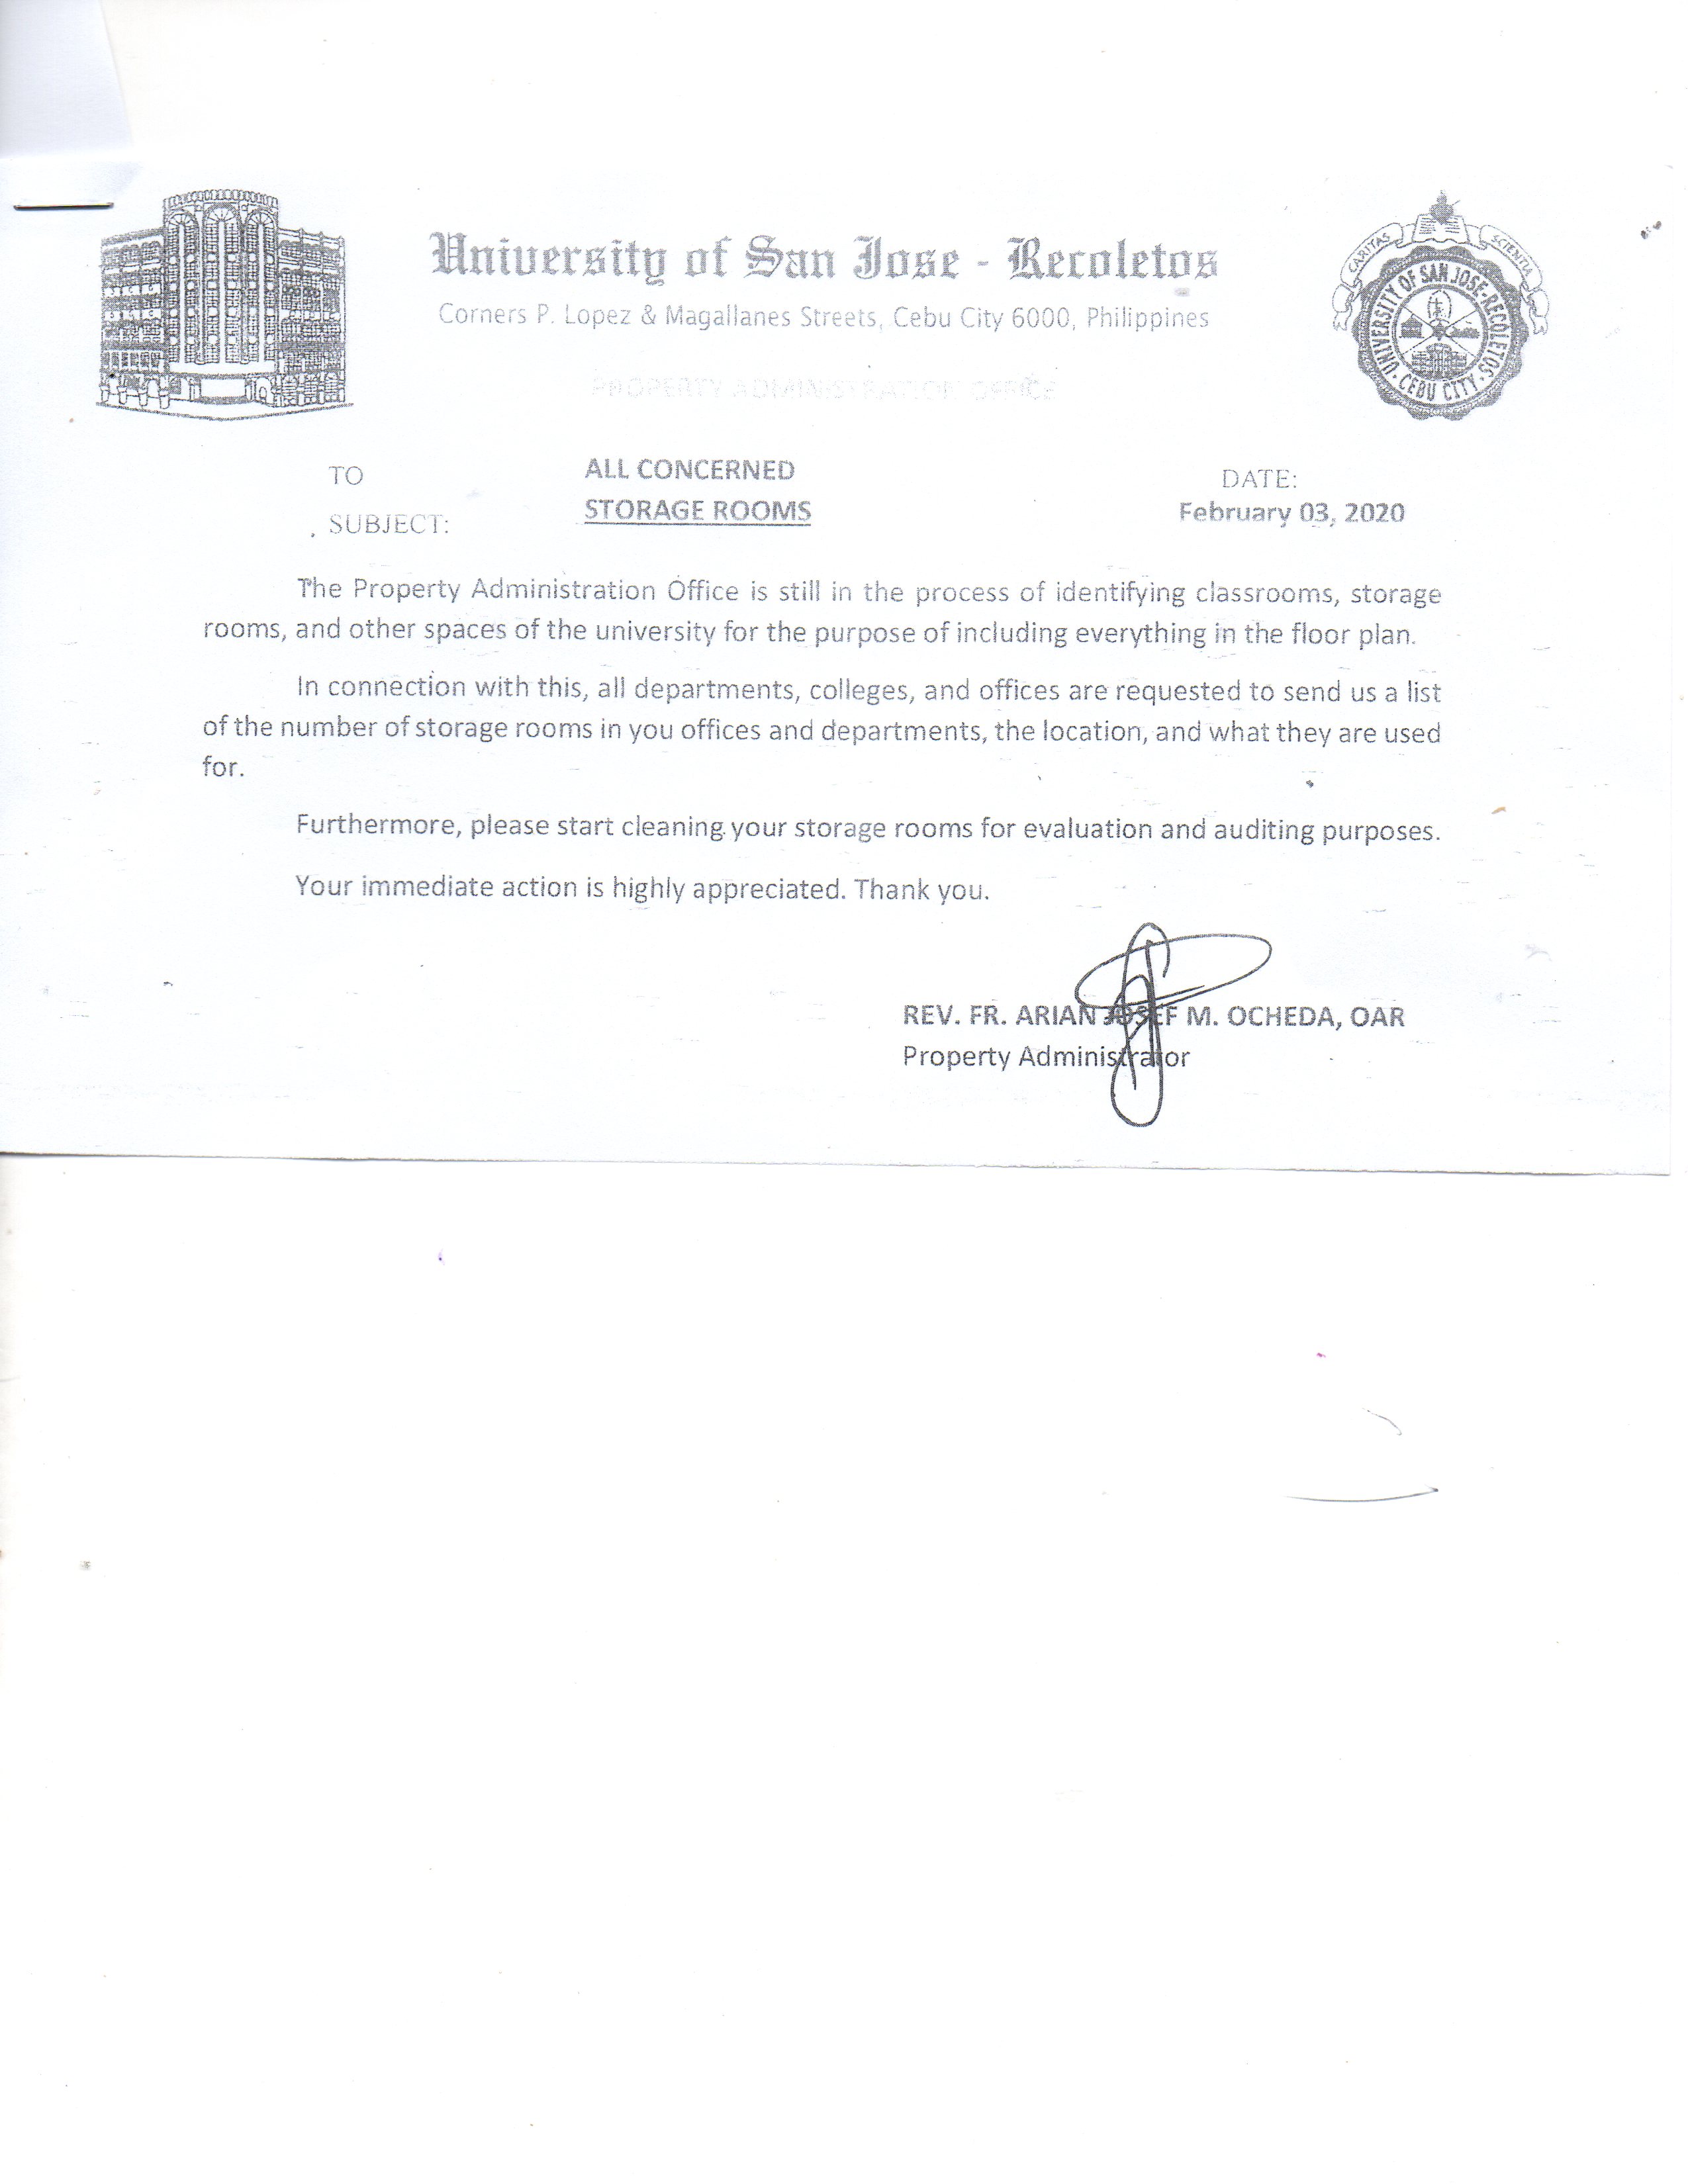 University of San Jose - Recoletos
Corners P. Lopez & Magallanes Streets, Cebu City 6000, Philippines
CARITAS SCIENTIA
UNIVERSITY OF SAN JOSE-RECOLETOS
CEBU CITY
PROPERTY ADMINISTRATION OFFICE
TO ALL CONCERNED DATE:
SUBJECT: STORAGE ROOMS February 03, 2020
The Property Administration Office is still in the process of identifying classrooms, storage
rooms, and other spaces of the university for the purpose of including everything in the floor plan.
In connection with this, all departments, colleges, and offices are requested to send us a list
of the number of storage rooms in you offices and departments, the location, and what they are used
for.
Furthermore, please start cleaning your storage rooms for evaluation and auditing purposes.
Your immediate action is highly appreciated. Thank you.
REV. FR. ARIAN JOSEF M. OCHEDA, OAR
Property Administrator